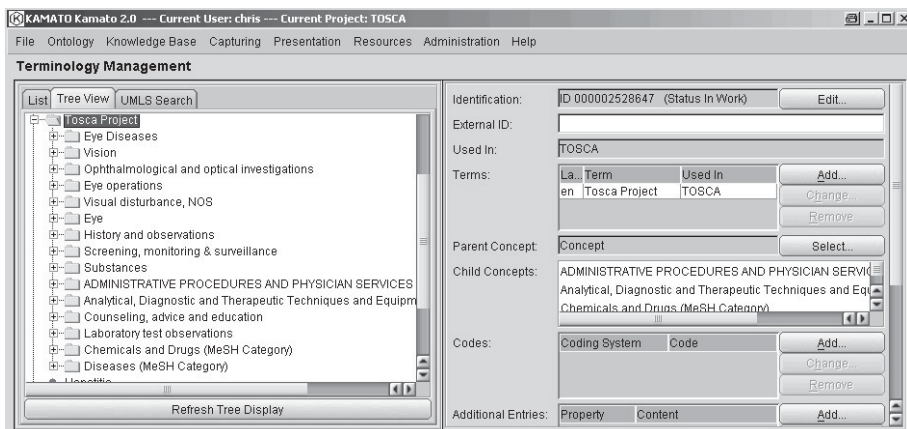 KAMATO Kamato 2.0 --- Current User: chris --- Current Project: TOSCA
File Ontology Knowledge Base Capturing Presentation Resources Administration Help
Terminology Management
List Tree View UMLS Search
Tosca Project
Eye Diseases
Vision
Ophthalmological and optical investigations
Eye operations
Visual disturbance, NOS
Eye
History and observations
Screening, monitoring & surveillance
Substances
ADMINISTRATIVE PROCEDURES AND PHYSICIAN SERVICES
Analytical, Diagnostic and Therapeutic Techniques and Equipm
Counseling, advice and education
Laboratory test observations
Chemicals and Drugs (MeSH Category)
Diseases (MeSH Category)
Refresh Tree Display
Identification: ID 000002528647 (Status In Work) Edit...
External ID:
Used In: TOSCA
Terms: La... Term Used In Add...
en Tosca Project TOSCA Change...
Remove
Parent Concept: Concept Select...
Child Concepts: ADMINISTRATIVE PROCEDURES AND PHYSICIAN SERVIC
Analytical, Diagnostic and Therapeutic Techniques and Equ
Chemicals and Drugs (MeSH Category)
Codes: Coding System Code Add...
Change...
Remove
Additional Entries: Property Content Add...